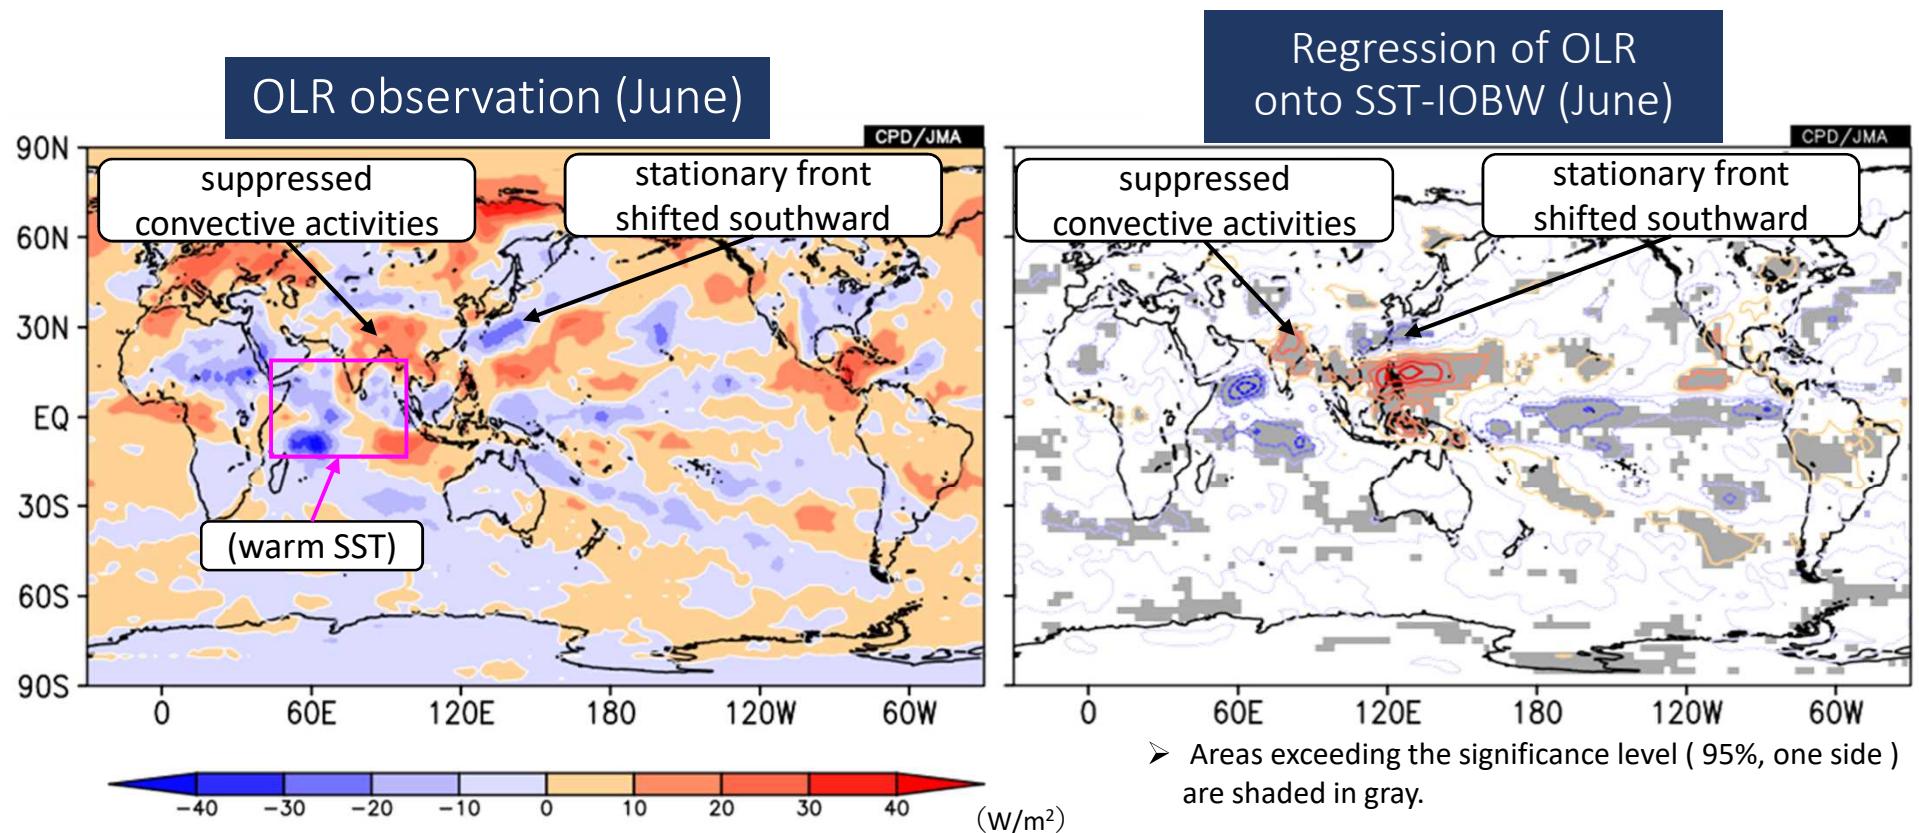 OLR observation (June)
CPD/JMA
suppressed
convective activities
stationary front
shifted southward
(warm SST)
90N
60N
30N
EQ
30S
60S
90S
0 60E 120E 180 120W 60W
-40 -30 -20 -10 0 10 20 30 40
(W/m²)
Regression of OLR
onto SST-IOBW (June)
CPD/JMA
suppressed
convective activities
stationary front
shifted southward
0 60E 120E 180 120W 60W
➢ Areas exceeding the significance level ( 95%, one side )
are shaded in gray.